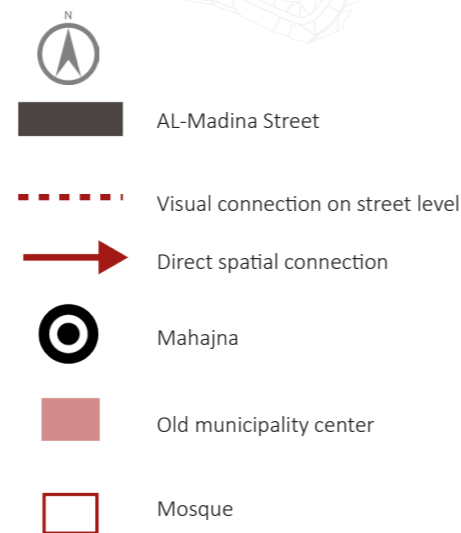 N
AL-Madina Street
Visual connection on street level
Direct spatial connection
Mahajna
Old municipality center
Mosque